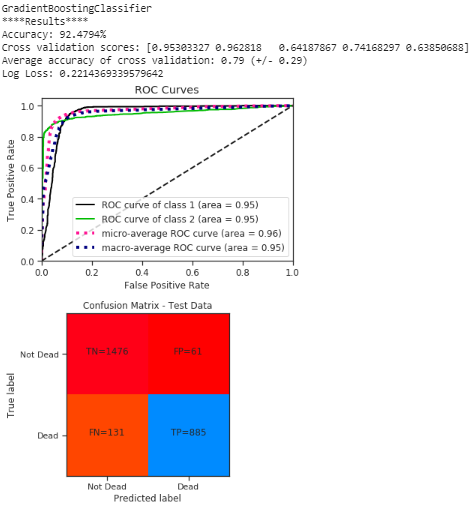 GradientBoostingClassifier
****Results****
Accuracy: 92.4794%
Cross validation scores: [0.95303327 0.962818   0.64187867 0.74168297 0.63850688]
Average accuracy of cross validation: 0.79 (+/- 0.29)
Log Loss: 0.2214369339579642
ROC Curves
1.0
0.8
0.6
0.4
0.2
0.0
True Positive Rate
ROC curve of class 1 (area = 0.95)
ROC curve of class 2 (area = 0.95)
micro-average ROC curve (area = 0.96)
macro-average ROC curve (area = 0.95)
0.0 0.2 0.4 0.6 0.8 1.0
False Positive Rate
Confusion Matrix - Test Data
True label
Not Dead
TN=1476 FP=61
Dead
FN=131 TP=885
Not Dead Dead
Predicted label